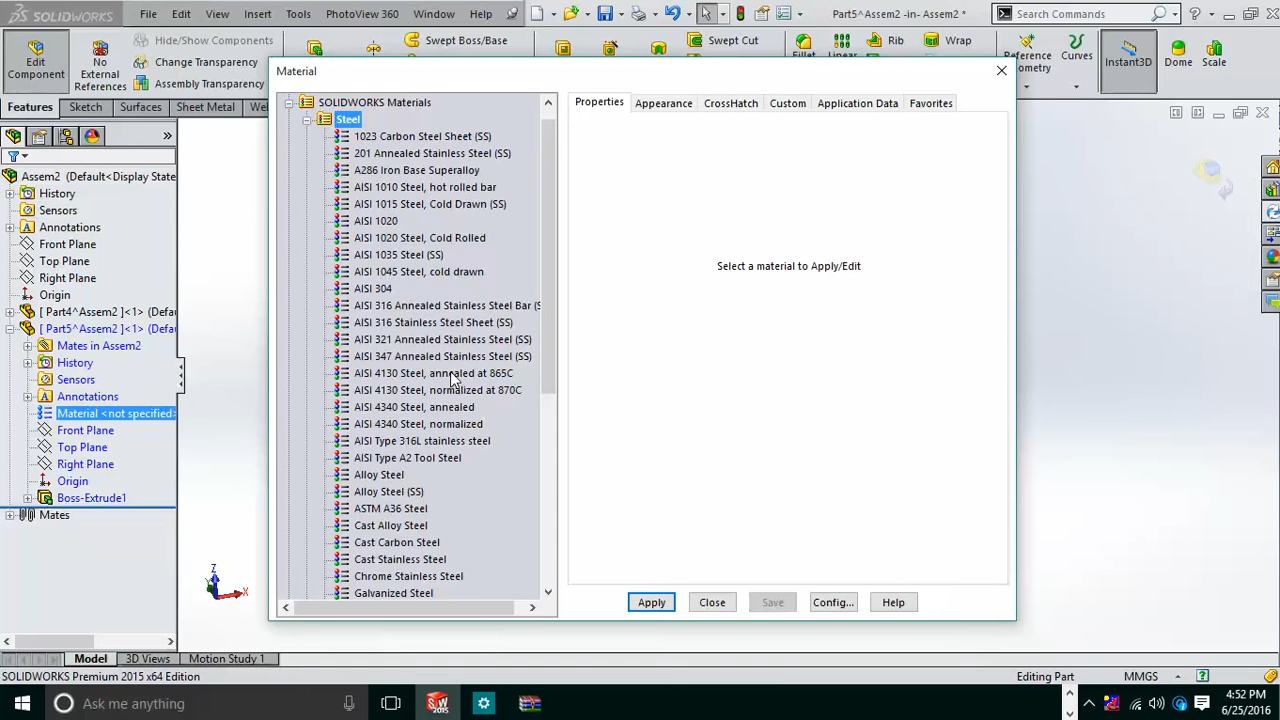 File Edit View Insert Tools PhotoView 360 Window Help Part5^Assem2 -in- Assem2 * Search Commands
Edit Component
No External References
Hide/Show Components
Change Transparency
Assembly Transparency
Swept Boss/Base
Swept Cut
Fillet
Linear
Rib
Wrap
Reference
Curves
Instant3D
Dome
Scale
Features Sketch Surfaces Sheet Metal
Material
SOLIDWORKS Materials
Steel
1023 Carbon Steel Sheet (SS)
201 Annealed Stainless Steel (SS)
A286 Iron Base Superalloy
AISI 1010 Steel, hot rolled bar
AISI 1015 Steel, Cold Drawn (SS)
AISI 1020
AISI 1020 Steel, Cold Rolled
AISI 1035 Steel (SS)
AISI 1045 Steel, cold drawn
AISI 304
AISI 316 Annealed Stainless Steel Bar (S
AISI 316 Stainless Steel Sheet (SS)
AISI 321 Annealed Stainless Steel (SS)
AISI 347 Annealed Stainless Steel (SS)
AISI 4130 Steel, annealed at 865C
AISI 4130 Steel, normalized at 870C
AISI 4340 Steel, annealed
AISI 4340 Steel, normalized
AISI Type 316L stainless steel
AISI Type A2 Tool Steel
Alloy Steel
Alloy Steel (SS)
ASTM A36 Steel
Cast Alloy Steel
Cast Carbon Steel
Cast Stainless Steel
Chrome Stainless Steel
Galvanized Steel
Properties Appearance CrossHatch Custom Application Data Favorites
Select a material to Apply/Edit
Apply Close Save Config... Help
Assem2 (Default<Display State
History
Sensors
Annotations
Front Plane
Top Plane
Right Plane
Origin
[ Part4^Assem2 ]<1> (Defau
[ Part5^Assem2 ]<1> (Defau
Mates in Assem2
History
Sensors
Annotations
Material <not specified>
Front Plane
Top Plane
Right Plane
Origin
Boss-Extrude1
Mates
Z
X
Model 3D Views Motion Study 1
SOLIDWORKS Premium 2015 x64 Edition Editing Part MMGS
Ask me anything
SW
2015
4:52 PM
6/25/2016